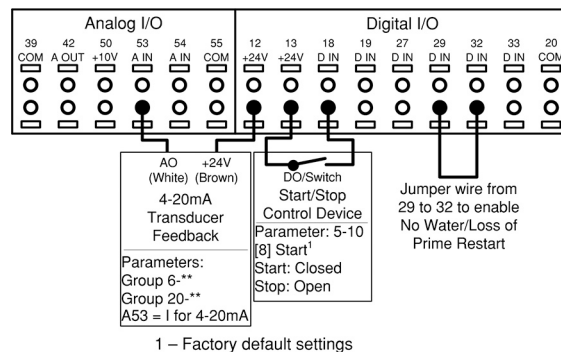 Analog I/O Digital I/O
39 42 50 53 54 55 12 13 18 19 27 29 32 33 20
COM A OUT +10V A IN A IN COM +24V +24V D IN D IN D IN D IN D IN D IN COM
AO +24V
(White) (Brown)
4-20mA
Transducer
Feedback
Parameters:
Group 6-**
Group 20-**
A53 = I for 4-20mA
DO/Switch
Start/Stop
Control Device
Parameter: 5-10
[8] Start¹
Start: Closed
Stop: Open
Jumper wire from
29 to 32 to enable
No Water/Loss of
Prime Restart
1 – Factory default settings